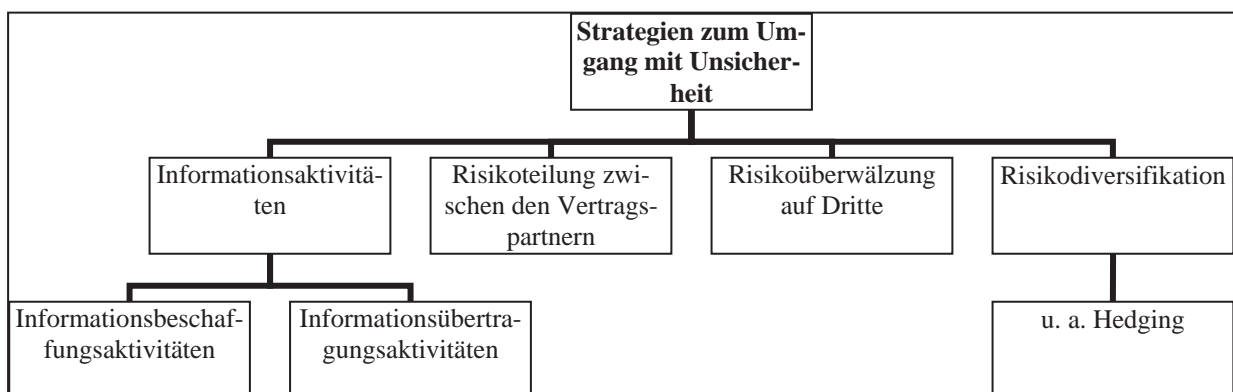 Strategien zum Um-
gang mit Unsicher-
heit
Informationsaktivitä-
ten
Risikoteilung zwi-
schen den Vertrags-
partnern
Risikoüberwälzung
auf Dritte
Risikodiversifikation
Informationsbeschaf-
fungsaktivitäten
Informationsübertra-
gungsaktivitäten
u. a. Hedging